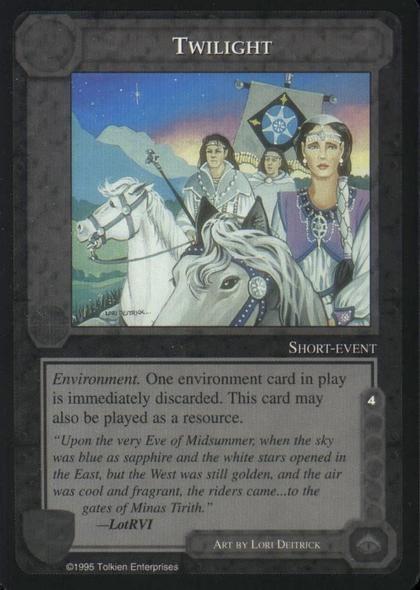 TWILIGHT
LORI DEITRICK...
SHORT-EVENT
Environment. One environment card in play
is immediately discarded. This card may
also be played as a resource.
4
“Upon the very Eve of Midsummer, when the sky
was blue as sapphire and the white stars opened in
the East, but the West was still golden, and the air
was cool and fragrant, the riders came...to the
gates of Minas Tirith.”
—LotRVI
ART BY LORI DEITRICK
©1995 Tolkien Enterprises